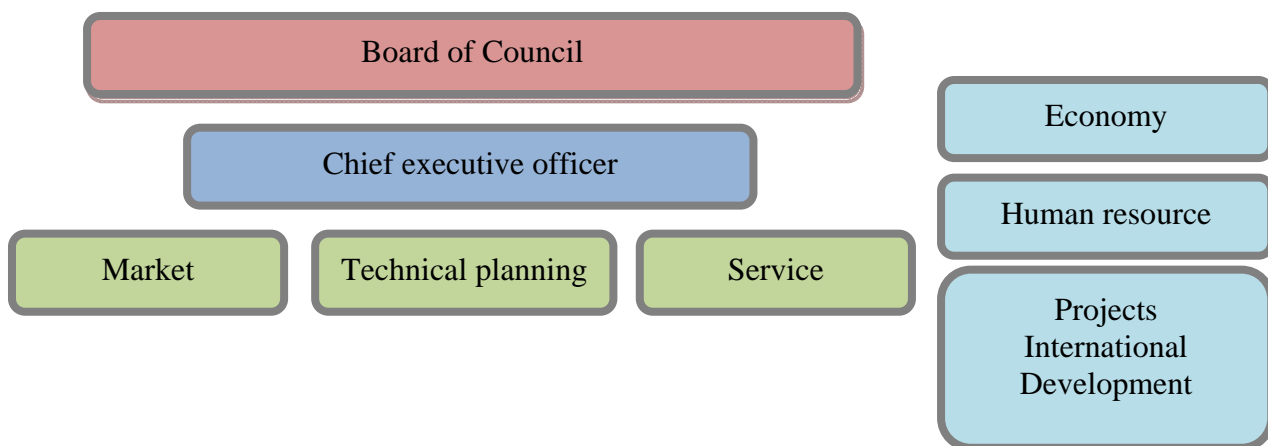 Board of Council
Chief executive officer
Market
Technical planning
Service
Economy
Human resource
Projects
International
Development